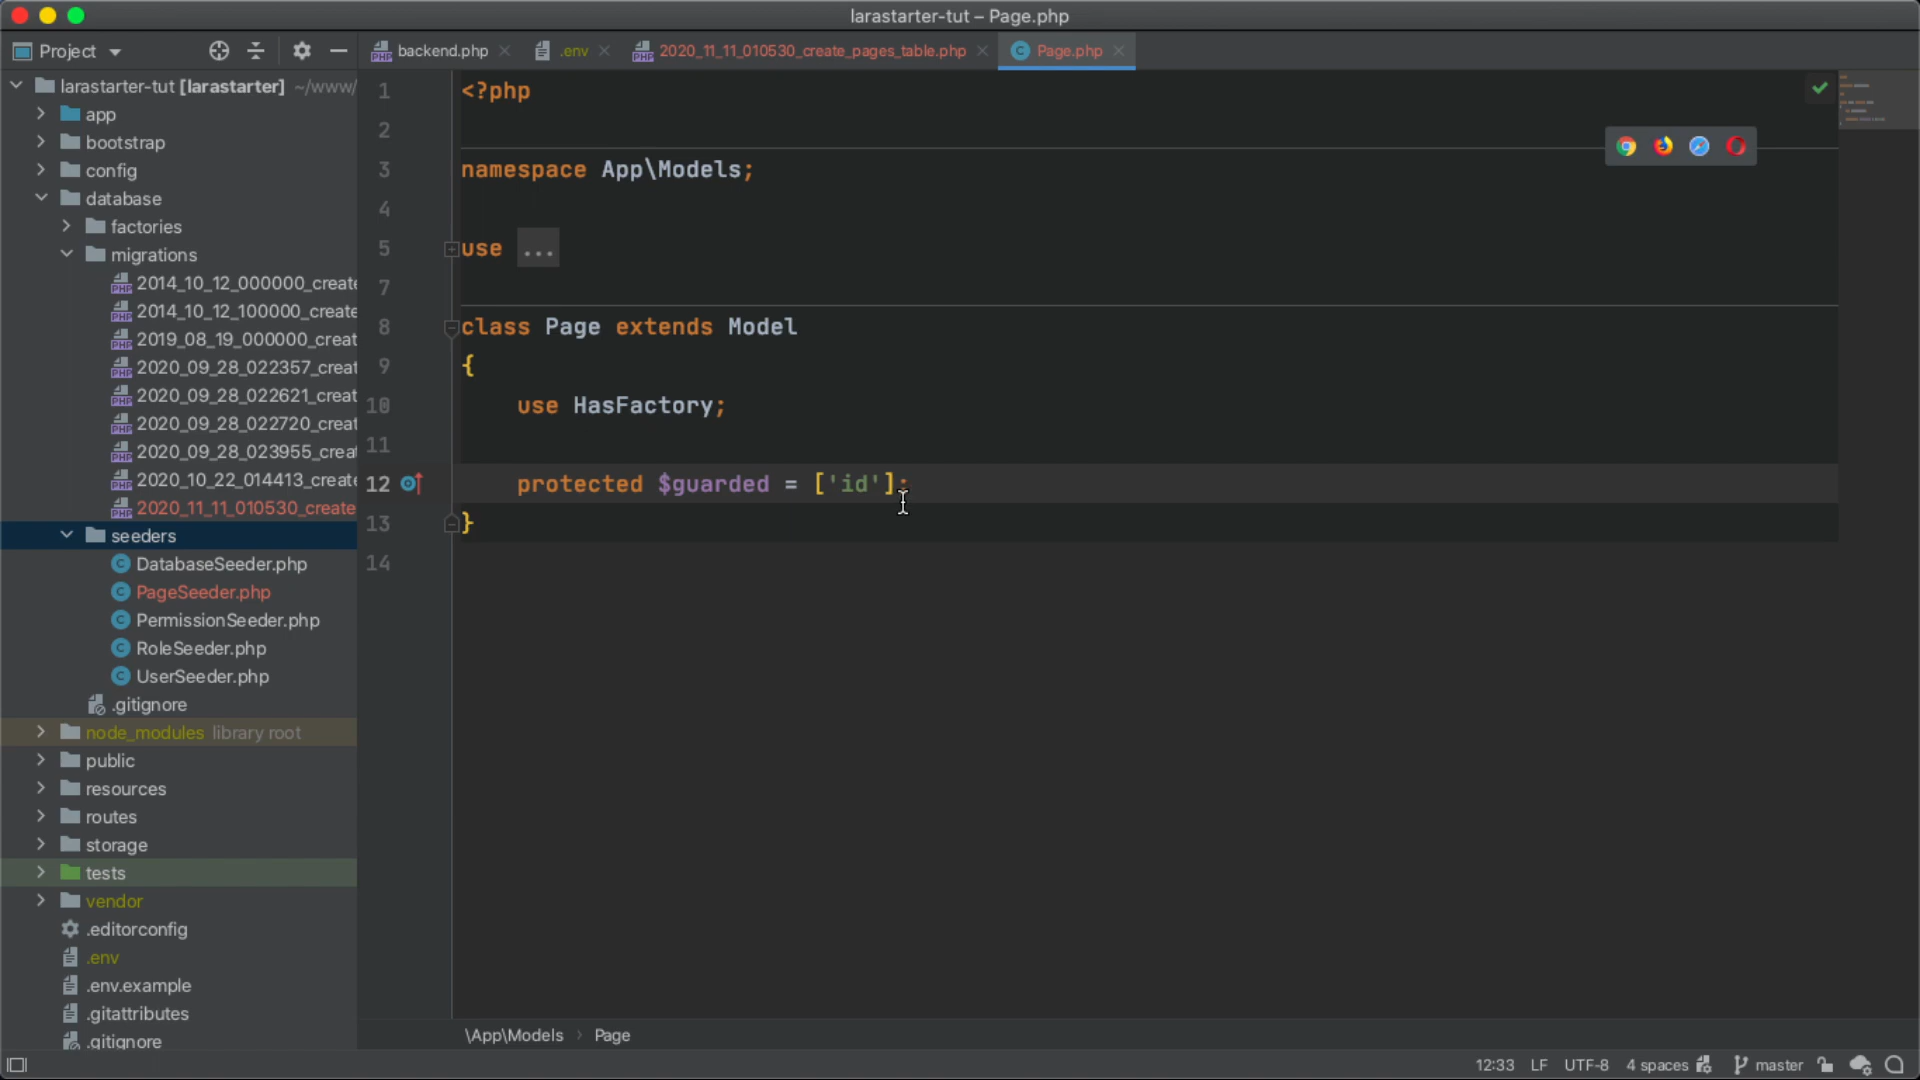 larastarter-tut – Page.php
Project
backend.php
.env
2020_11_11_010530_create_pages_table.php
Page.php
larastarter-tut [larastarter] ~/www/
app
bootstrap
config
database
factories
migrations
2014_10_12_000000_create
2014_10_12_100000_create
2019_08_19_000000_creat
2020_09_28_022357_creat
2020_09_28_022621_creat
2020_09_28_022720_creat
2020_09_28_023955_crea
2020_10_22_014413_create
2020_11_11_010530_create
seeders
DatabaseSeeder.php
PageSeeder.php
PermissionSeeder.php
RoleSeeder.php
UserSeeder.php
.gitignore
node_modules library root
public
resources
routes
storage
tests
vendor
.editorconfig
.env
.env.example
.gitattributes
.gitignore
1 <?php
2
3 namespace App\Models;
4
5 use ...
7
8 class Page extends Model
9 {
10 use HasFactory;
11
12 protected $guarded = ['id'];
13 }
14
\App\Models › Page
12:33 LF UTF-8 4 spaces master